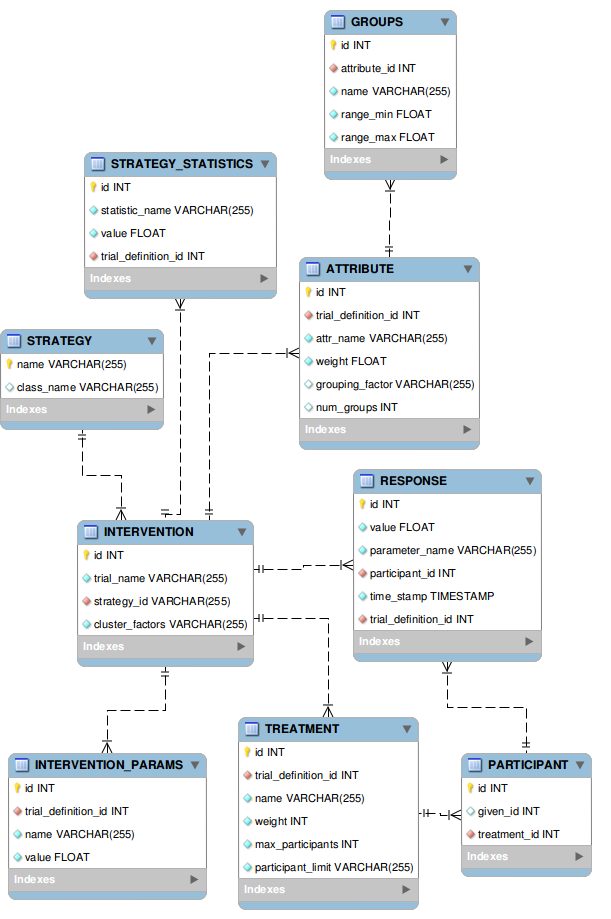 GROUPS
id INT
attribute_id INT
name VARCHAR(255)
range_min FLOAT
range_max FLOAT
Indexes
STRATEGY_STATISTICS
id INT
statistic_name VARCHAR(255)
value FLOAT
trial_definition_id INT
Indexes
ATTRIBUTE
id INT
trial_definition_id INT
attr_name VARCHAR(255)
weight FLOAT
grouping_factor VARCHAR(255)
num_groups INT
Indexes
STRATEGY
name VARCHAR(255)
class_name VARCHAR(255)
Indexes
RESPONSE
id INT
value FLOAT
parameter_name VARCHAR(255)
participant_id INT
time_stamp TIMESTAMP
trial_definition_id INT
Indexes
INTERVENTION
id INT
trial_name VARCHAR(255)
strategy_id VARCHAR(255)
cluster_factors VARCHAR(255)
Indexes
TREATMENT
id INT
trial_definition_id INT
name VARCHAR(255)
weight INT
max_participants INT
participant_limit VARCHAR(255)
Indexes
INTERVENTION_PARAMS
id INT
trial_definition_id INT
name VARCHAR(255)
value FLOAT
Indexes
PARTICIPANT
id INT
given_id INT
treatment_id INT
Indexes